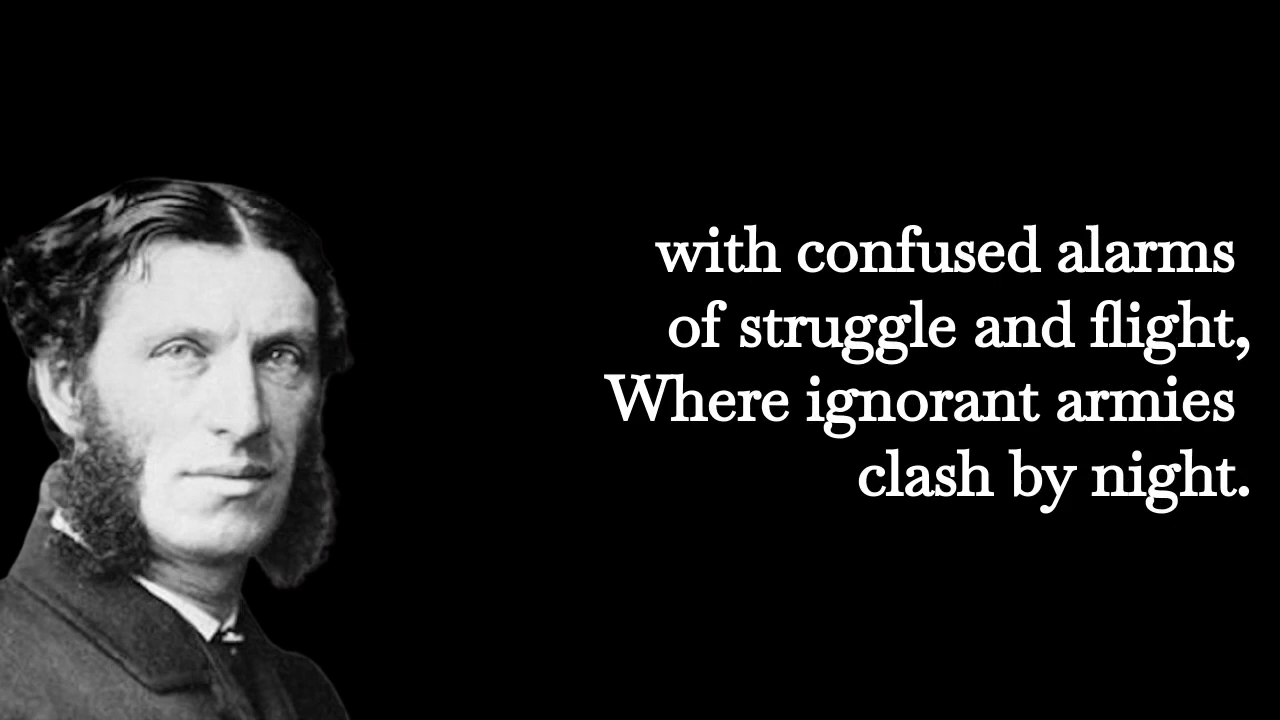 with confused alarms
of struggle and flight,
Where ignorant armies
clash by night.